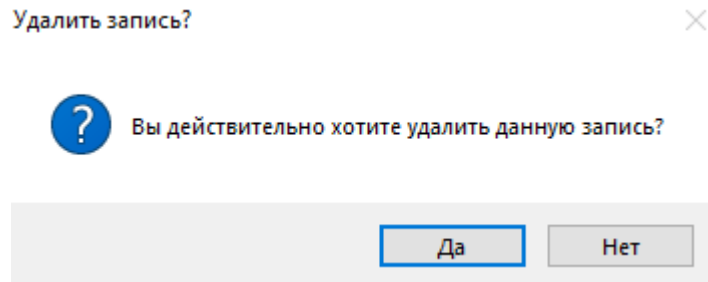 Удалить запись?
Вы действительно хотите удалить данную запись?
Да
Нет